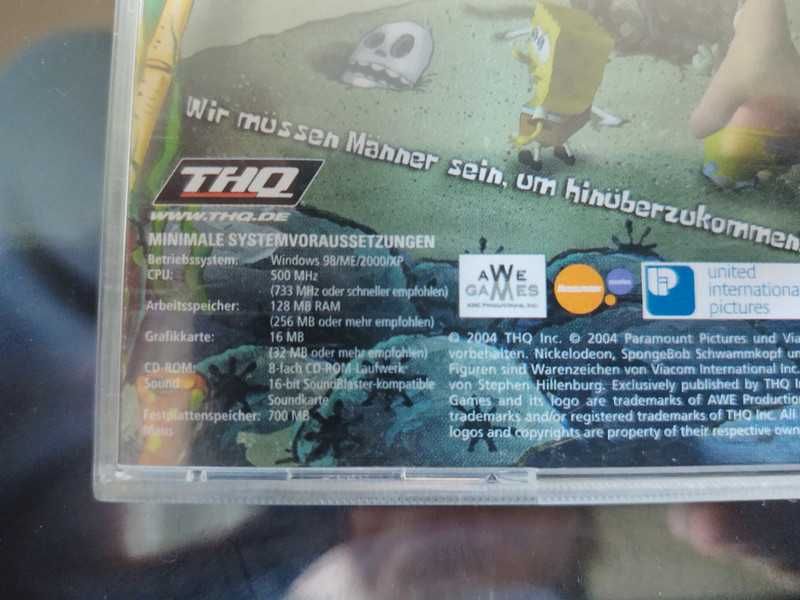 Wir müssen Männer sein, um hinüberzukommen
THQ
WWW.THQ.DE
MINIMALE SYSTEMVORAUSSETZUNGEN
Betriebssystem: Windows 98/ME/2000/XP
CPU: 500 MHz
(733 MHz oder schneller empfohlen)
Arbeitsspeicher: 128 MB RAM
(256 MB oder mehr empfohlen)
Grafikkarte: 16 MB
(32 MB oder mehr empfohlen)
CD-ROM: 8-fach CD-ROM-Laufwerk
Sound 16-bit SoundBlaster-kompatible
Soundkarte
Festplattenspeicher: 700 MB
Maus
AWE
GAMES
AWE Productions, Inc.
united
international
pictures
© 2004 THQ Inc. © 2004 Paramount Pictures und Via
vorbehalten. Nickelodeon, SpongeBob Schwammkopf un
Figuren sind Warenzeichen von Viacom International Inc.
von Stephen Hillenburg. Exclusively published by THQ I
Games and its logo are trademarks of AWE Production
trademarks and/or registered trademarks of THQ Inc. All
logos and copyrights are property of their respective own